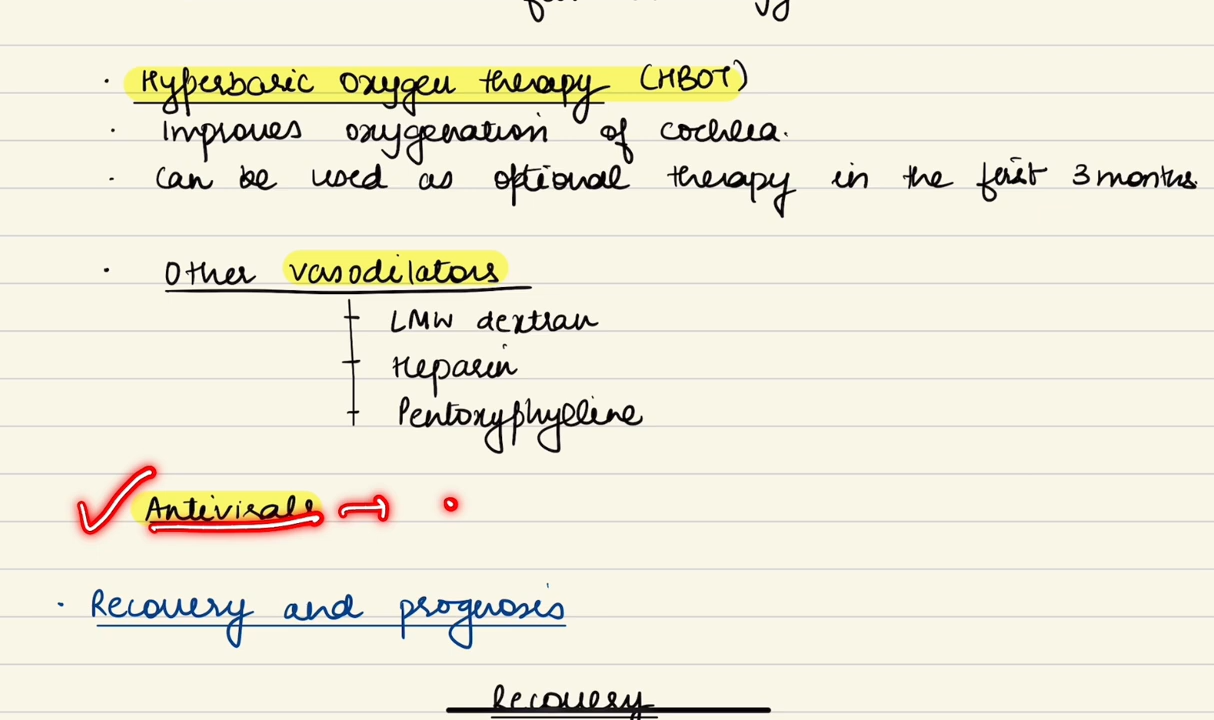 · Hyperbaric oxygen therapy (HBOT)
· Improves oxygenation of cochlea.
· Can be used as optional therapy in the first 3 months.
· Other vasodilators
LMW dextran
Heparin
Pentoxyphylline
Antivirals →
· Recovery and prognosis
Recovery